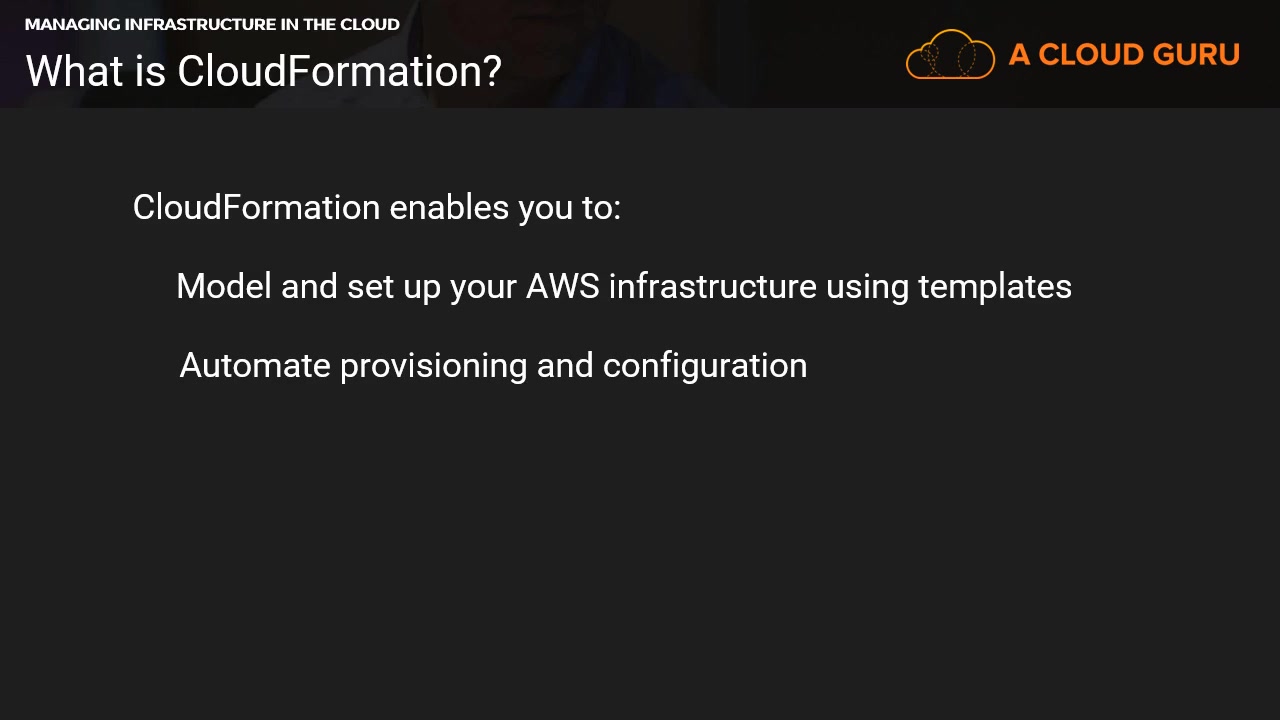 MANAGING INFRASTRUCTURE IN THE CLOUD
What is CloudFormation?
A CLOUD GURU
CloudFormation enables you to:
Model and set up your AWS infrastructure using templates
Automate provisioning and configuration